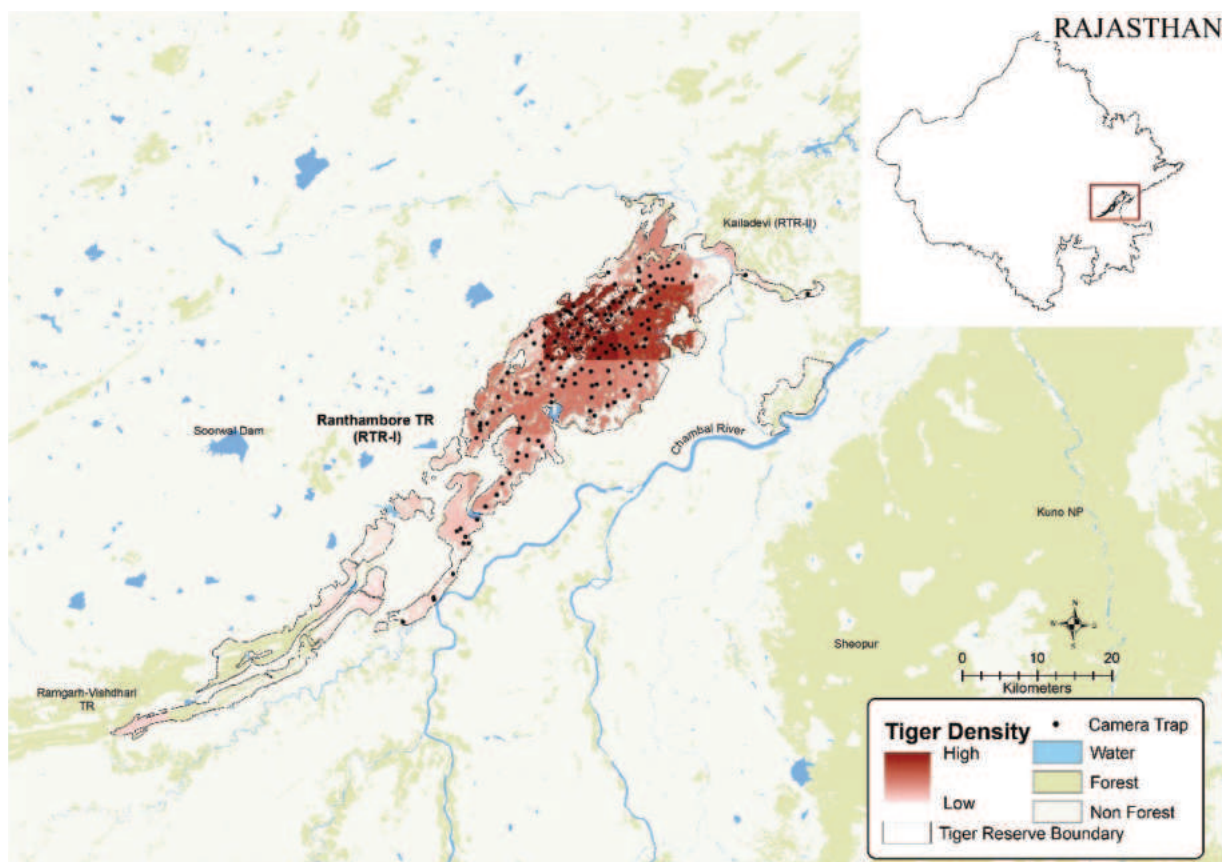 RAJASTHAN
Kailadevi (RTR-II)
Ranthambore TR
(RTR-I)
Soorwal Dam
Chambal River
Kuno NP
Sheopur
Ramgarh-Vishdhari
TR
N
W
S
0 10 20
Kilometers
Tiger Density
High
Low
Tiger Reserve Boundary
Camera Trap
Water
Forest
Non Forest